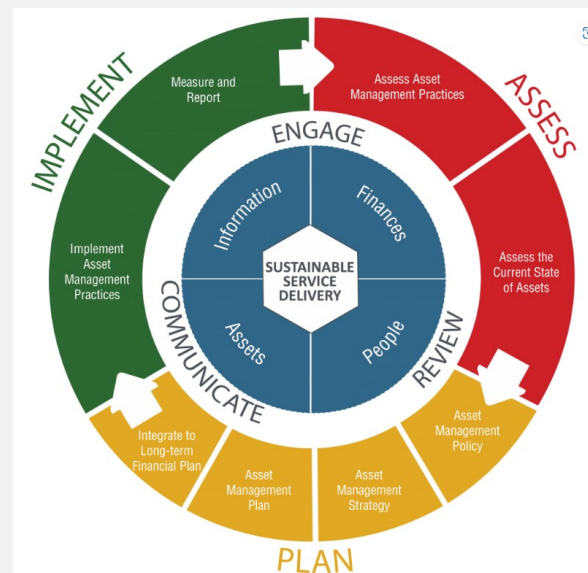 IMPLEMENT
Measure and
Report
Assess Asset
Management Practices
ASSESS
ENGAGE
Information
Finances
Implement
Asset
Management
Practices
SUSTAINABLE
SERVICE
DELIVERY
Assess the
Current State
of Assets
COMMUNICATE
Assets
People
REVIEW
Integrate to
Long-term
Financial Plan
Asset
Management
Plan
Asset
Management
Strategy
Asset
Management
Policy
PLAN